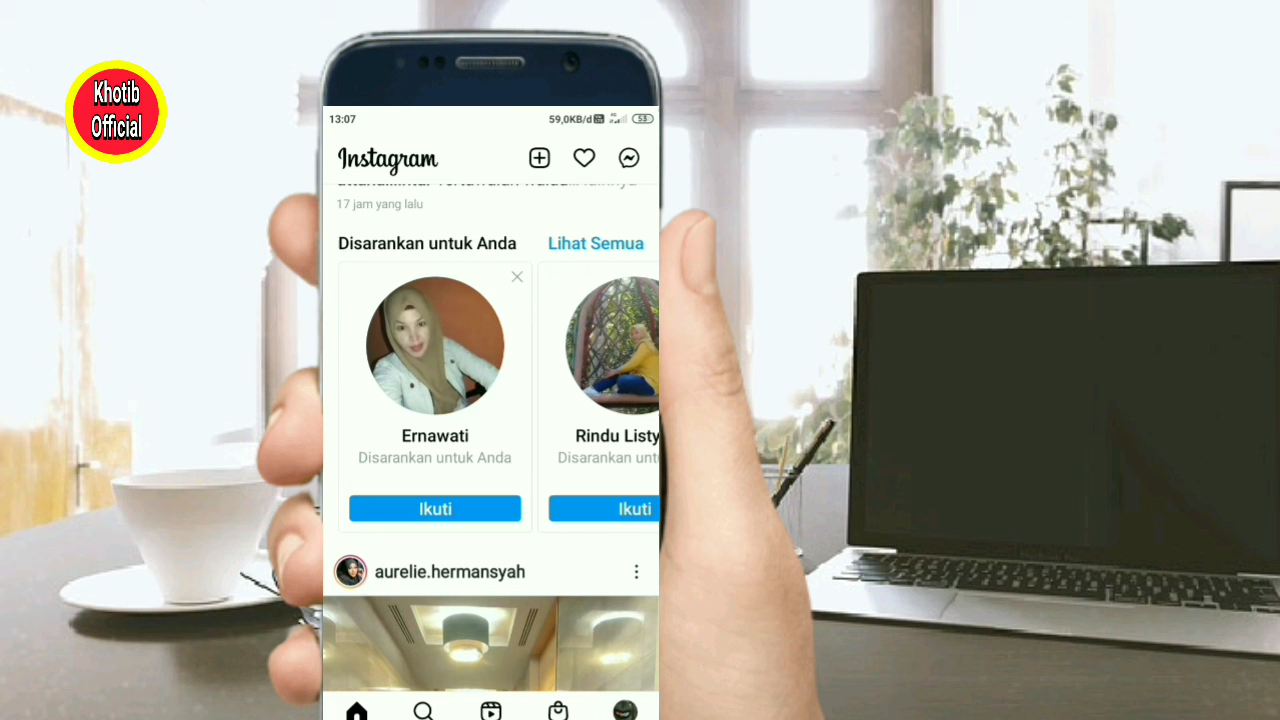 Khotib
Official
13:07
59,0KB/d
53
Instagram
17 jam yang lalu
Disarankan untuk Anda
Lihat Semua
Ernawati
Rindu Listy
Disarankan untuk Anda
Disarankan unt
Ikuti
Ikuti
aurelie.hermansyah